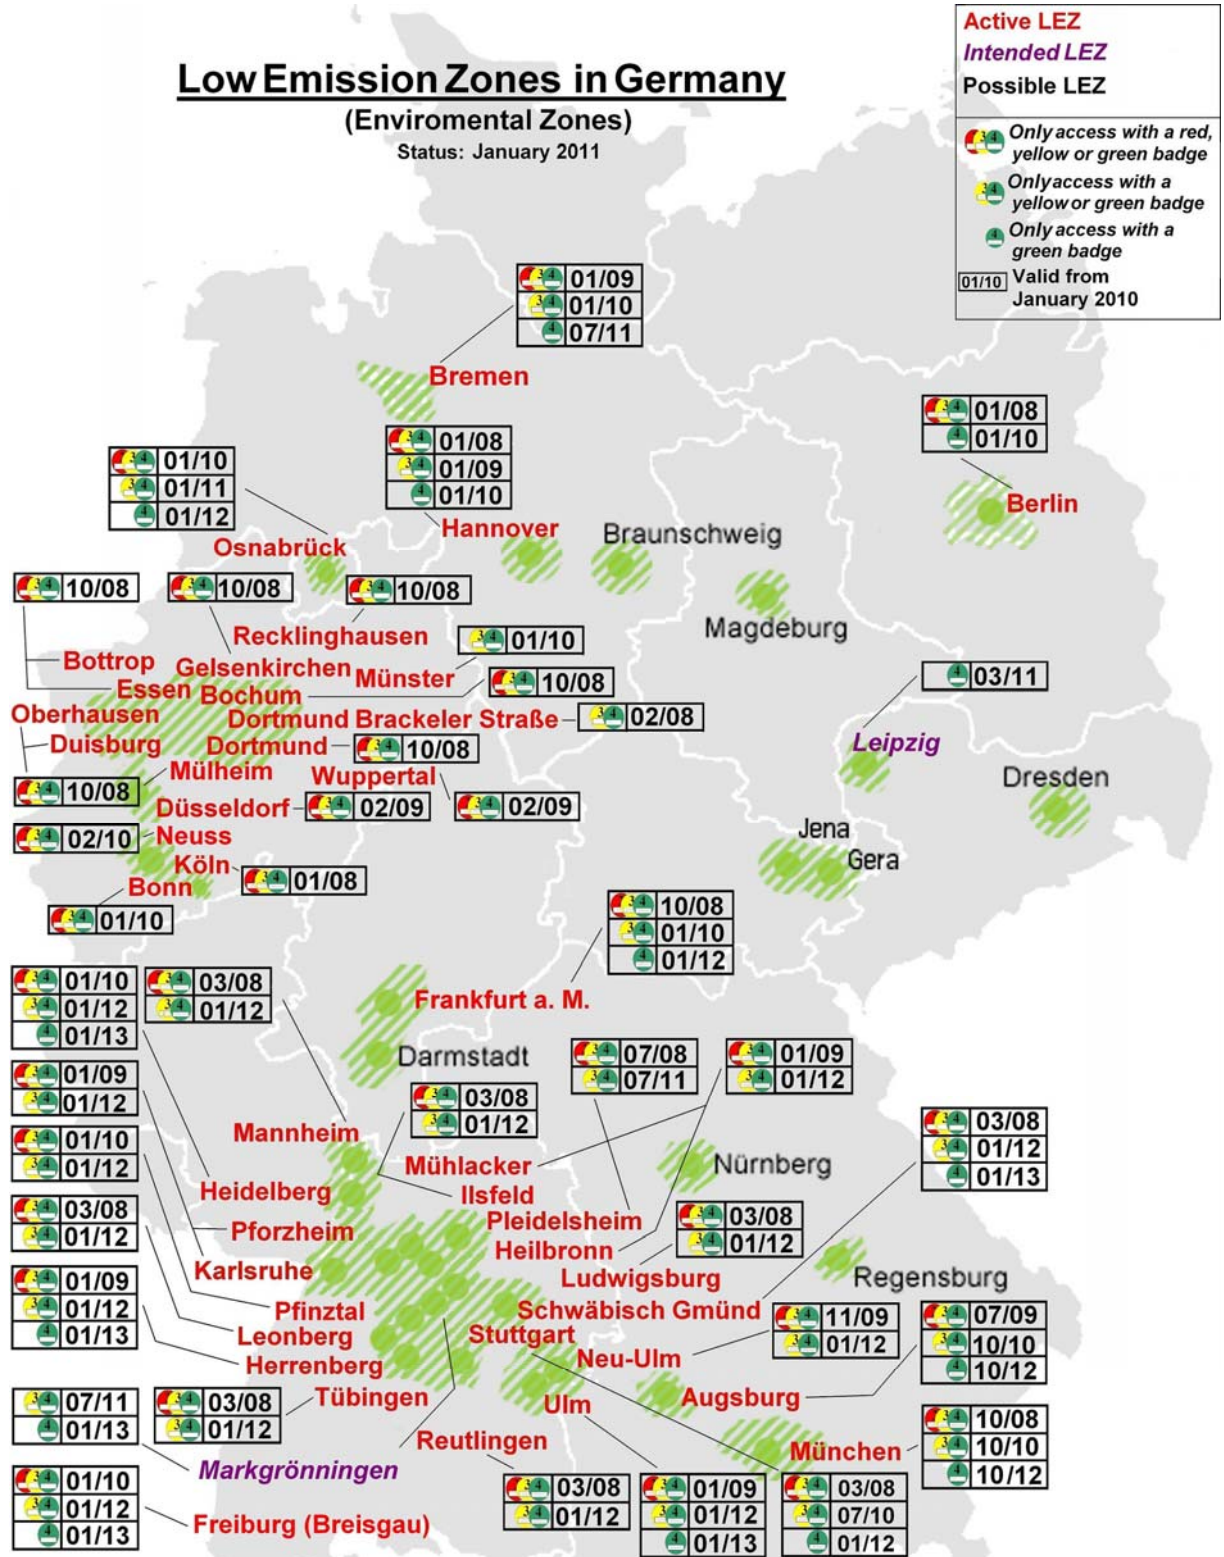 Low Emission Zones in Germany
(Enviromental Zones)
Status: January 2011
Active LEZ
Intended LEZ
Possible LEZ
Only access with a red,
yellow or green badge
Only access with a
yellow or green badge
Only access with a
green badge
01/10 Valid from
January 2010
01/09
01/10
07/11
Bremen
01/08
01/10
Berlin
01/08
01/09
01/10
Hannover
01/10
01/11
01/12
Osnabrück
Braunschweig
Magdeburg
10/08
10/08
10/08
Recklinghausen
01/10
Bottrop
Gelsenkirchen
Münster
Essen
Bochum
10/08
03/11
Oberhausen
Dortmund Brackeler Straße
02/08
Duisburg
Dortmund
10/08
Leipzig
Mülheim
Wuppertal
Dresden
10/08
Düsseldorf
02/09
02/09
02/10
Neuss
Jena
Köln
01/08
Gera
Bonn
01/10
10/08
01/10
01/12
Frankfurt a. M.
01/10
01/12
01/13
03/08
01/12
Darmstadt
07/08
07/11
01/09
01/12
01/09
01/12
03/08
01/12
Mannheim
03/08
01/12
01/13
01/10
01/12
Mühlacker
Nürnberg
Heidelberg
Ilsfeld
03/08
01/12
Pforzheim
Pleidelsheim
03/08
01/12
Heilbronn
Karlsruhe
Ludwigsburg
Regensburg
01/09
01/12
01/13
Pfinztal
Schwäbisch Gmünd
11/09
01/12
07/09
10/10
10/12
Leonberg
Stuttgart
Herrenberg
Neu-Ulm
07/11
01/13
03/08
01/12
Tübingen
Ulm
Augsburg
Reutlingen
München
10/08
10/10
10/12
Markgrönningen
01/10
01/12
01/13
Freiburg (Breisgau)
03/08
01/12
01/09
01/12
01/13
03/08
07/10
01/12